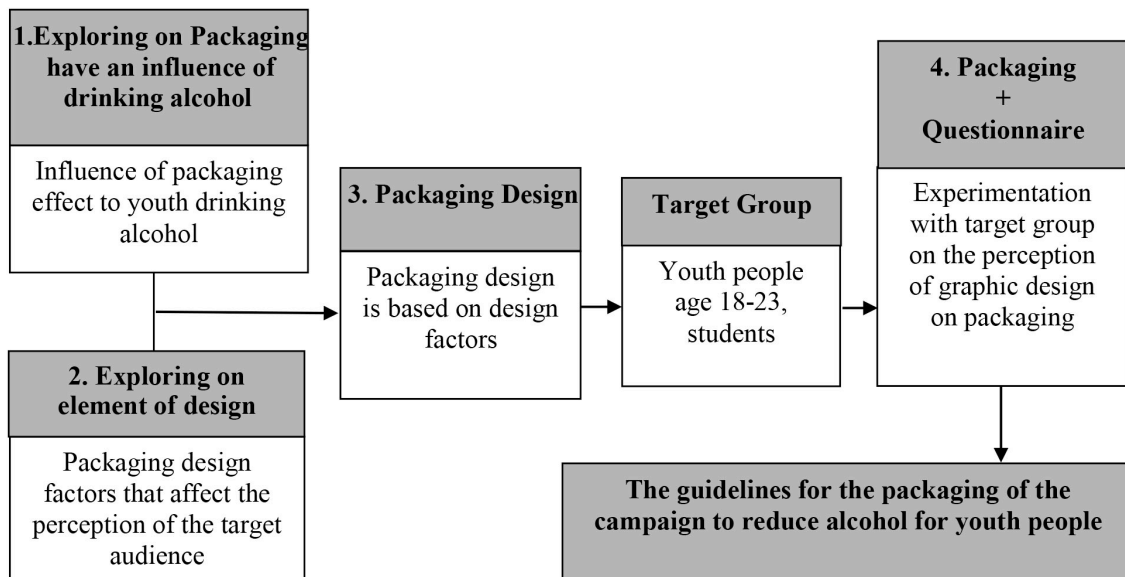 1.Exploring on Packaging
have an influence of
drinking alcohol
Influence of packaging
effect to youth drinking
alcohol
2. Exploring on
element of design
Packaging design
factors that affect the
perception of the target
audience
3. Packaging Design
Packaging design
is based on design
factors
Target Group
Youth people
age 18-23,
students
4. Packaging
+
Questionnaire
Experimentation
with target group
on the perception
of graphic design
on packaging
The guidelines for the packaging of the
campaign to reduce alcohol for youth people